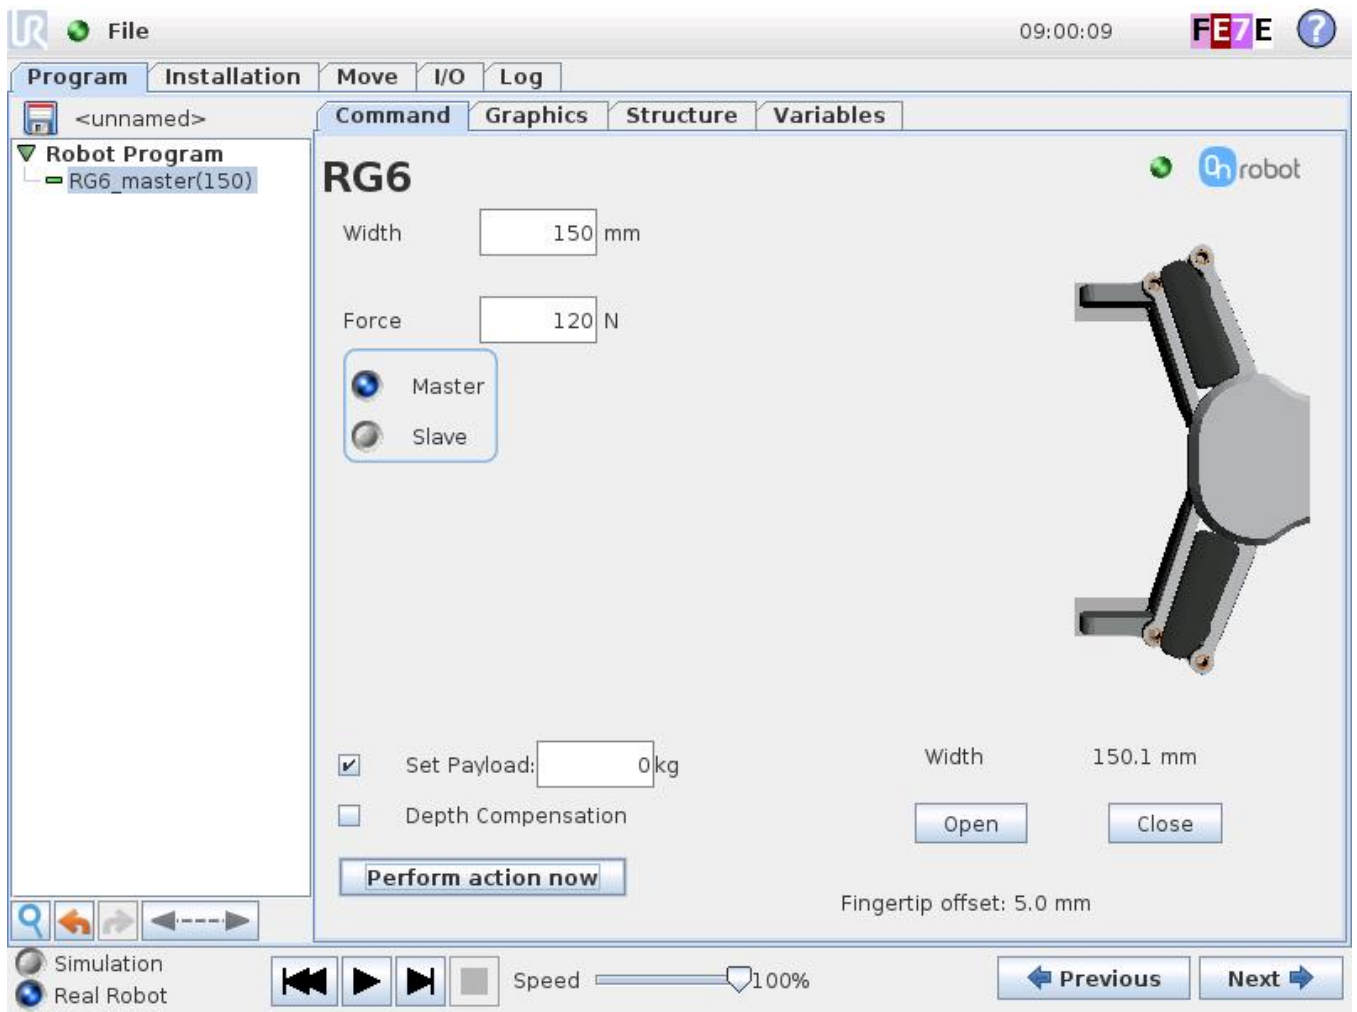 UR File 09:00:09 FE7E ?
Program Installation Move I/O Log
<unnamed> Command Graphics Structure Variables
Robot Program
RG6_master(150)
RG6
On robot
Width 150 mm
Force 120 N
Master
Slave
Set Payload: 0 kg
Width 150.1 mm
Depth Compensation
Open Close
Perform action now
Fingertip offset: 5.0 mm
Simulation
Real Robot
Speed 100%
Previous Next